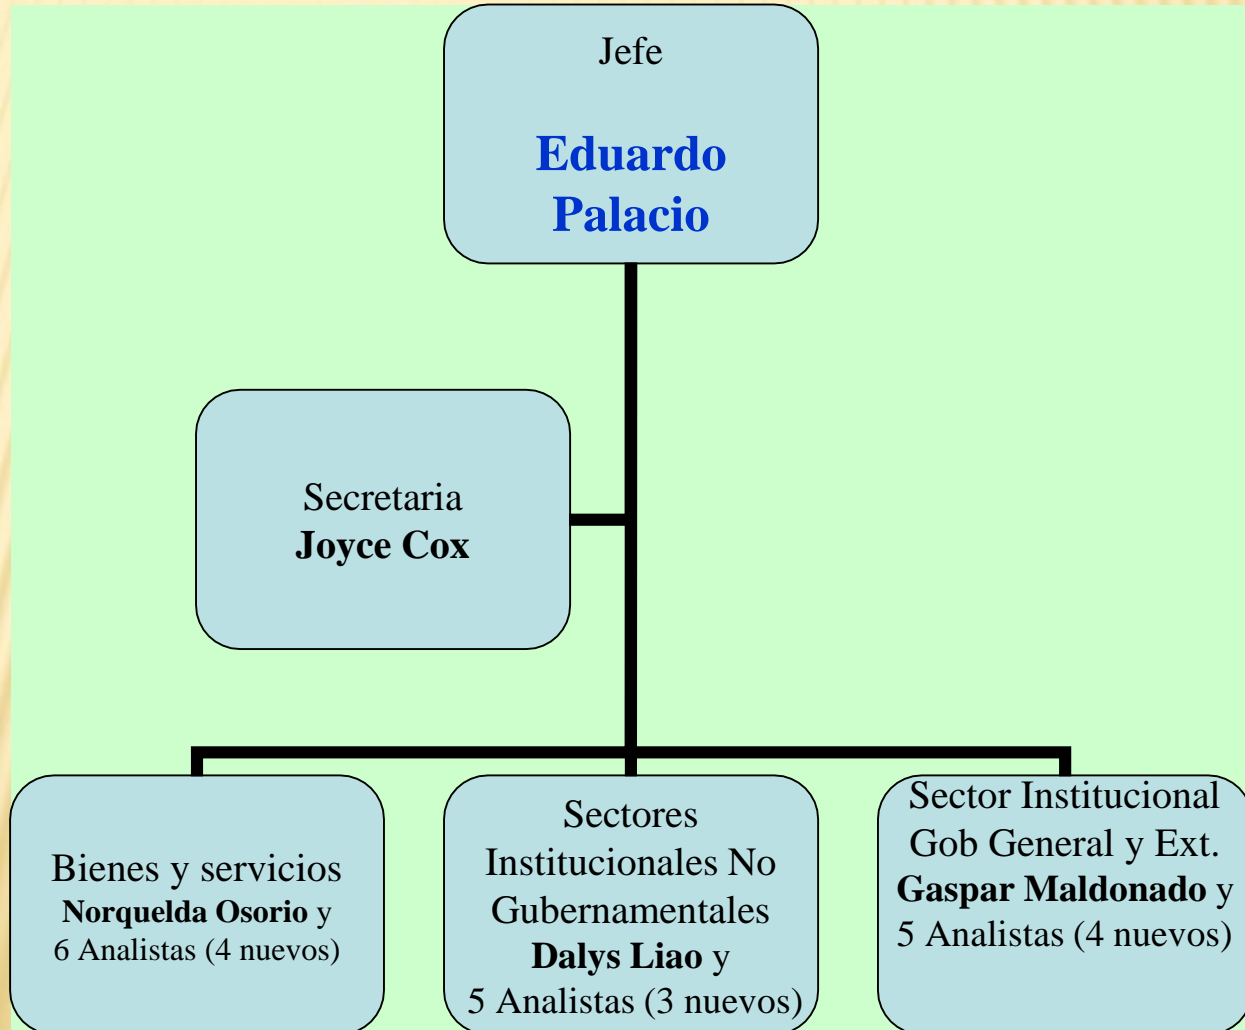 Jefe
Eduardo
Palacio
Secretaria
Joyce Cox
Bienes y servicios
Norquelda Osorio y
6 Analistas (4 nuevos)
Sectores
Institucionales No
Gubernamentales
Dalys Liao y
5 Analistas (3 nuevos)
Sector Institucional
Gob General y Ext.
Gaspar Maldonado y
5 Analistas (4 nuevos)